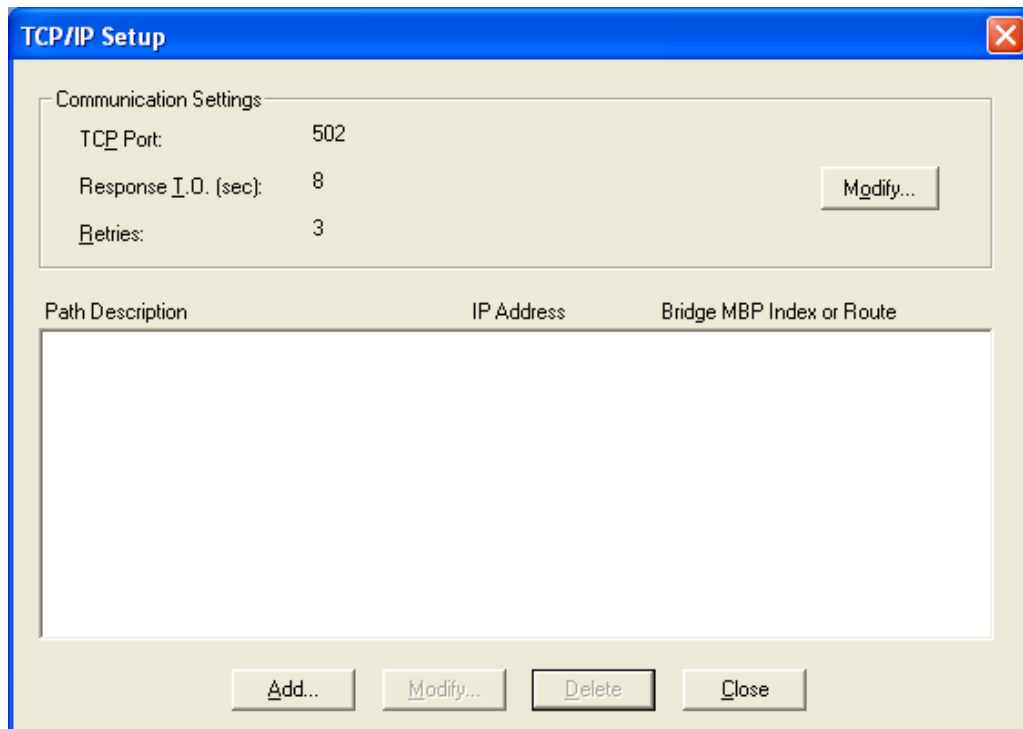 TCP/IP Setup
Communication Settings
TCP Port: 502
Response T.O. (sec): 8
Modify...
Retries: 3
Path Description IP Address Bridge MBP Index or Route
Add... Modify... Delete Close